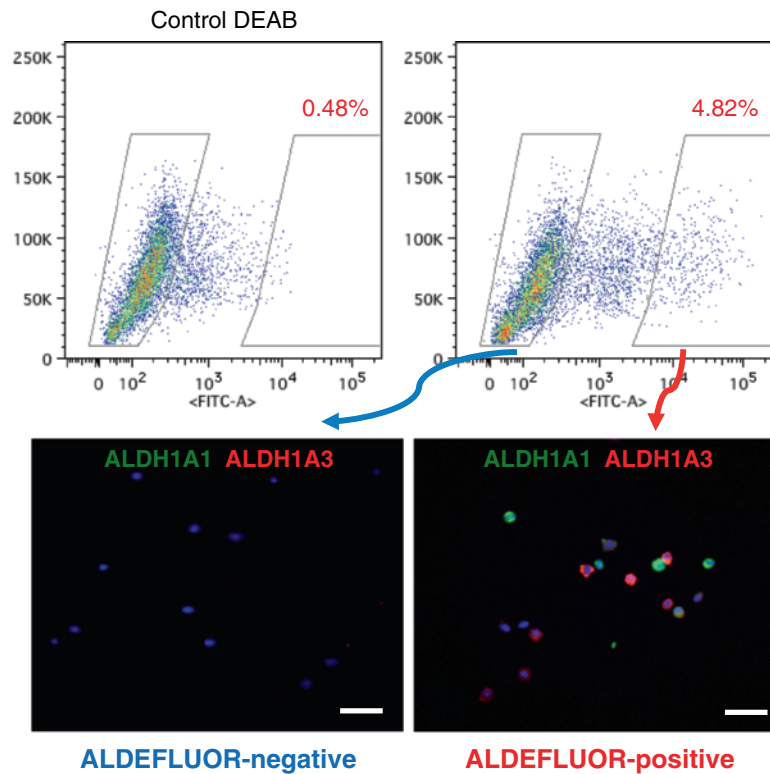 Control DEAB
250K
200K
150K
100K
50K
0
0.48%
0 10² 10³ 10⁴ 10⁵
<FITC-A>
250K
200K
150K
100K
50K
0
4.82%
0 10² 10³ 10⁴ 10⁵
<FITC-A>
ALDH1A1 ALDH1A3
ALDH1A1 ALDH1A3
ALDEFLUOR-negative
ALDEFLUOR-positive